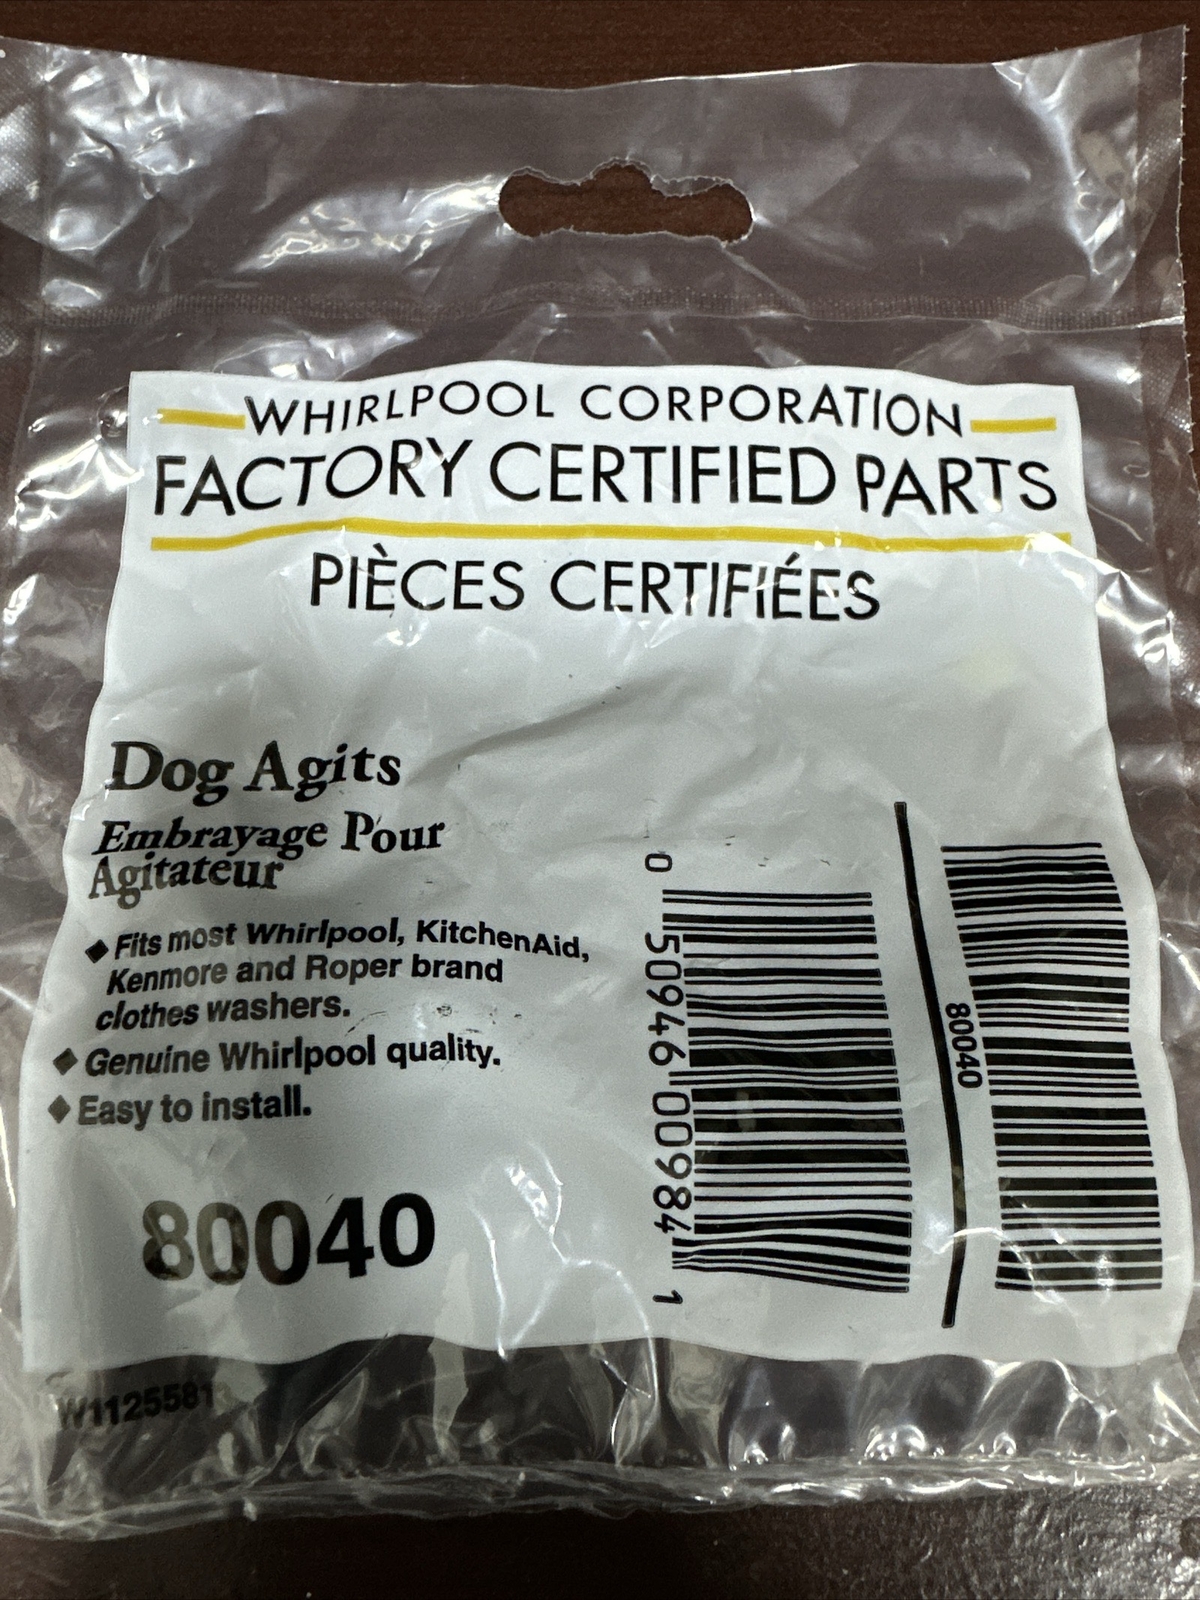 WHIRLPOOL CORPORATION
FACTORY CERTIFIED PARTS
PIÈCES CERTIFIÉES
Dog Agits
Embrayage Pour
Agitateur
◆ Fits most Whirlpool, KitchenAid,
Kenmore and Roper brand
clothes washers.
◆ Genuine Whirlpool quality.
◆ Easy to install.
80040
0 50946 00984 1
80040